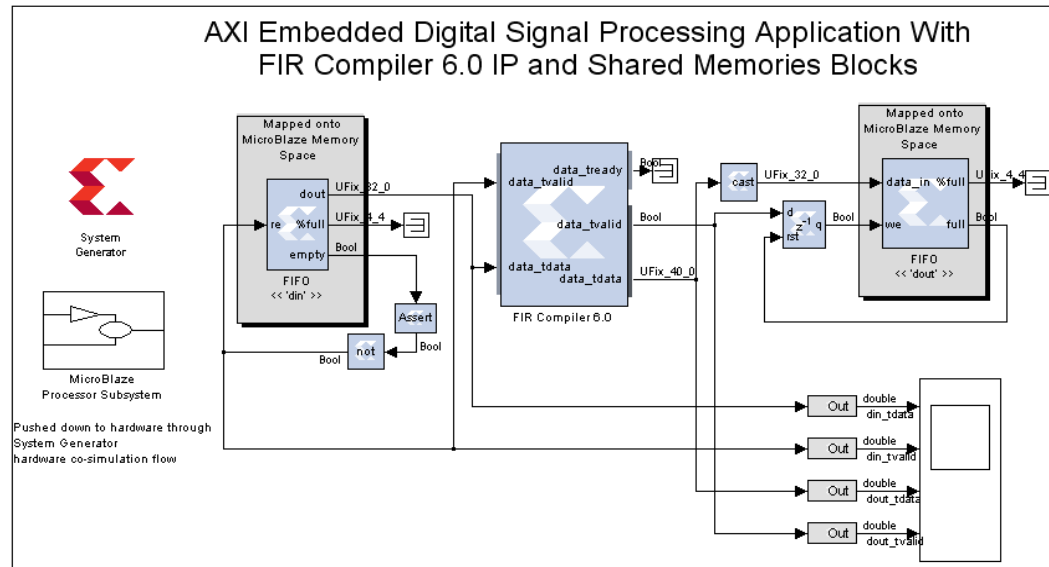 AXI Embedded Digital Signal Processing Application With
FIR Compiler 6.0 IP and Shared Memories Blocks
System
Generator
MicroBlaze
Processor Subsystem
Pushed down to hardware through
System Generator
hardware co-simulation flow
Mapped onto
MicroBlaze Memory
Space
re
dout
%full
empty
FIFO
<< 'din' >>
UFix_32_0
UFix_4_4
Bool
Assert
Bool
not
Bool
data_tvalid
data_tdata
data_tready
data_tvalid
data_tdata
FIR Compiler 6.0
Bool
Bool
UFix_40_0
cast
UFix_32_0
d
rst
z-1
q
Bool
Mapped onto
MicroBlaze Memory
Space
data_in
%full
we
full
FIFO
<< 'dout' >>
UFix_4_4
Bool
Out
double
din_tdata
Out
double
din_tvalid
Out
double
dout_tdata
Out
double
dout_tvalid